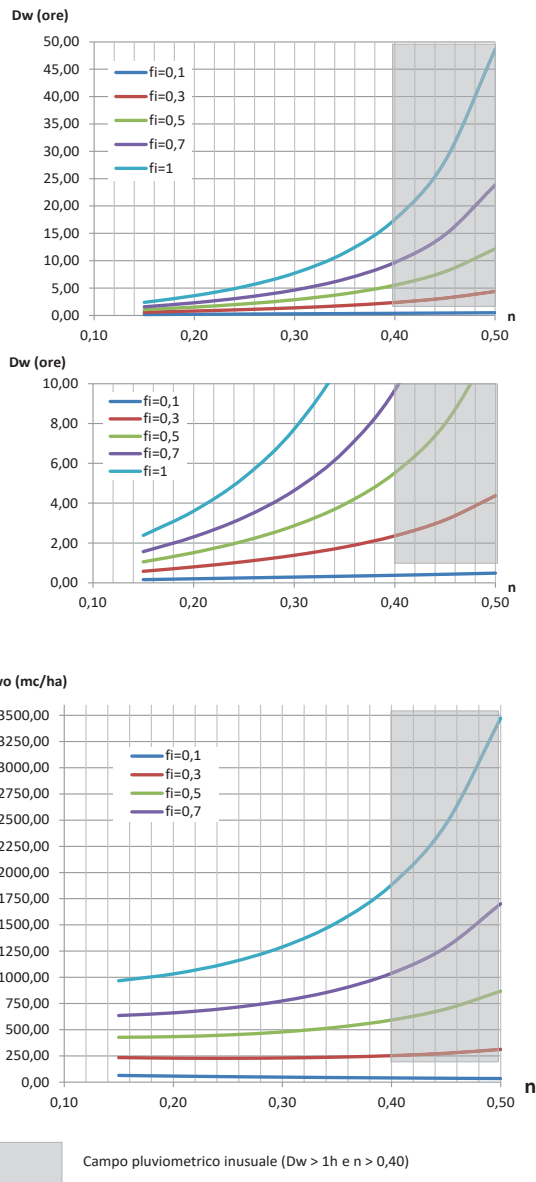 Dw (ore)
50,00
45,00
40,00
35,00
30,00
25,00
20,00
15,00
10,00
5,00
0,00
fi=0,1
fi=0,3
fi=0,5
fi=0,7
fi=1
0,10
0,20
0,30
0,40
0,50
n
Dw (ore)
10,00
8,00
6,00
4,00
2,00
0,00
fi=0,1
fi=0,3
fi=0,5
fi=0,7
fi=1
0,10
0,20
0,30
0,40
0,50
n
vo (mc/ha)
3500,00
3250,00
3000,00
2750,00
2500,00
2250,00
2000,00
1750,00
1500,00
1250,00
1000,00
750,00
500,00
250,00
0,00
fi=0,1
fi=0,3
fi=0,5
fi=0,7
0,10
0,20
0,30
0,40
0,50
n
Campo pluviometrico inusuale (Dw > 1h e n > 0,40)